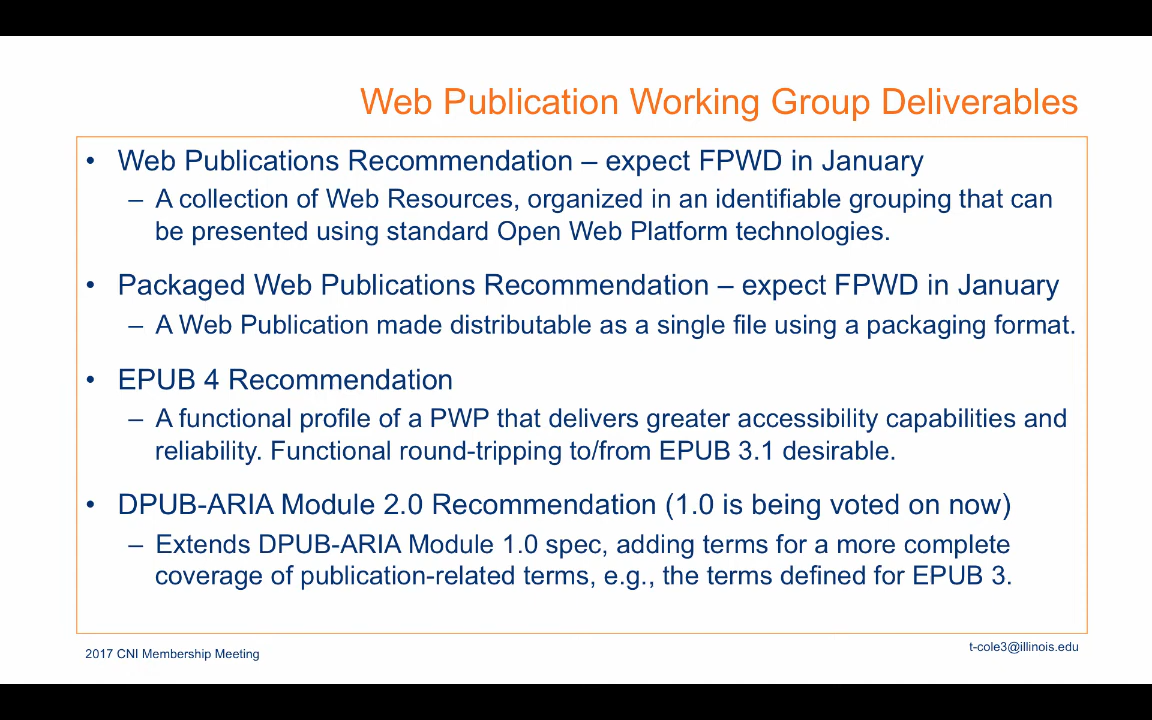 Web Publication Working Group Deliverables
• Web Publications Recommendation – expect FPWD in January
– A collection of Web Resources, organized in an identifiable grouping that can
be presented using standard Open Web Platform technologies.
• Packaged Web Publications Recommendation – expect FPWD in January
– A Web Publication made distributable as a single file using a packaging format.
• EPUB 4 Recommendation
– A functional profile of a PWP that delivers greater accessibility capabilities and
reliability. Functional round-tripping to/from EPUB 3.1 desirable.
• DPUB-ARIA Module 2.0 Recommendation (1.0 is being voted on now)
– Extends DPUB-ARIA Module 1.0 spec, adding terms for a more complete
coverage of publication-related terms, e.g., the terms defined for EPUB 3.
2017 CNI Membership Meeting
t-cole3@illinois.edu